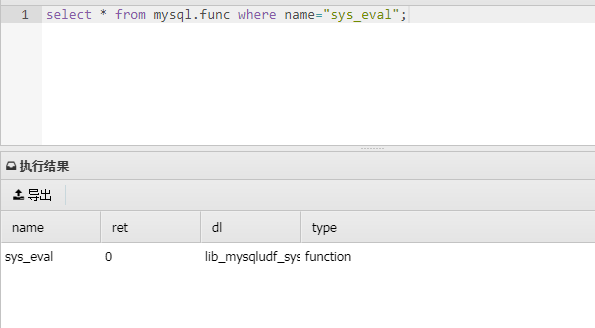 1 select * from mysql.func where name="sys_eval";
执行结果
导出
name ret dl type
sys_eval 0 lib_mysqludf_sys function